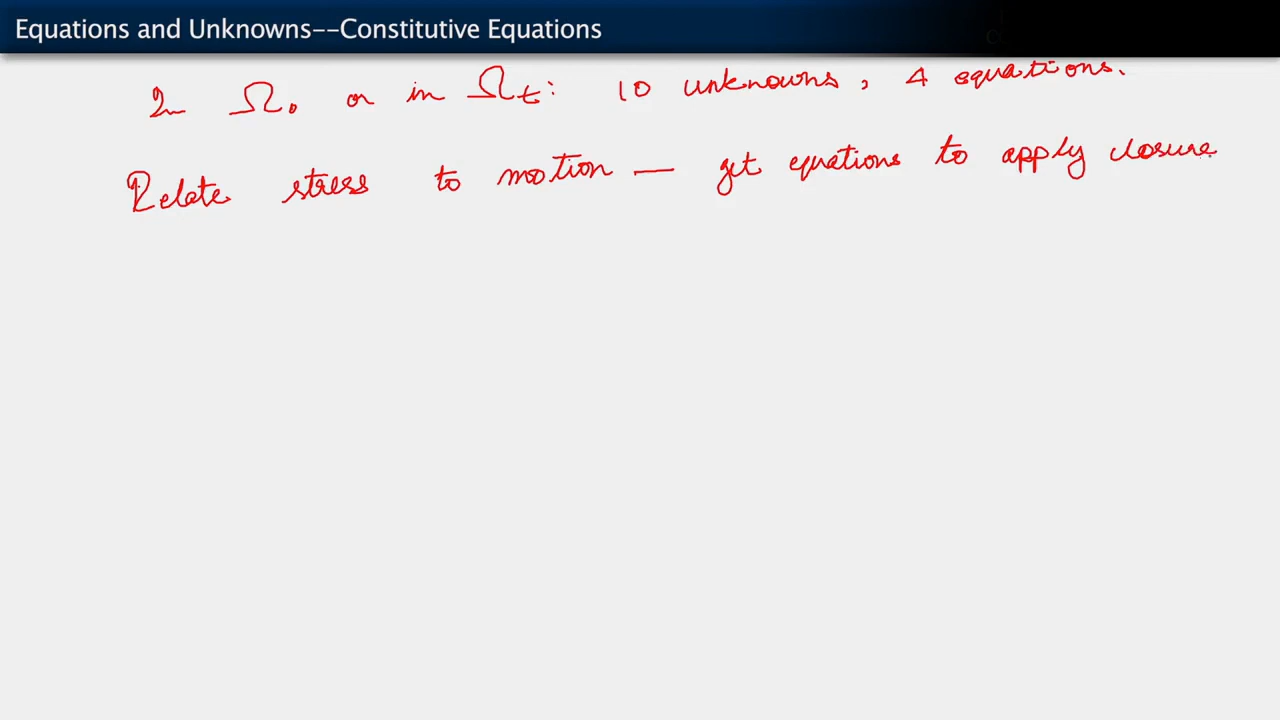 Equations and Unknowns--Constitutive Equations
In Ω₀ or in Ωₜ: 10 unknowns, 4 equations.
Relate stress to motion — get equations to apply closure